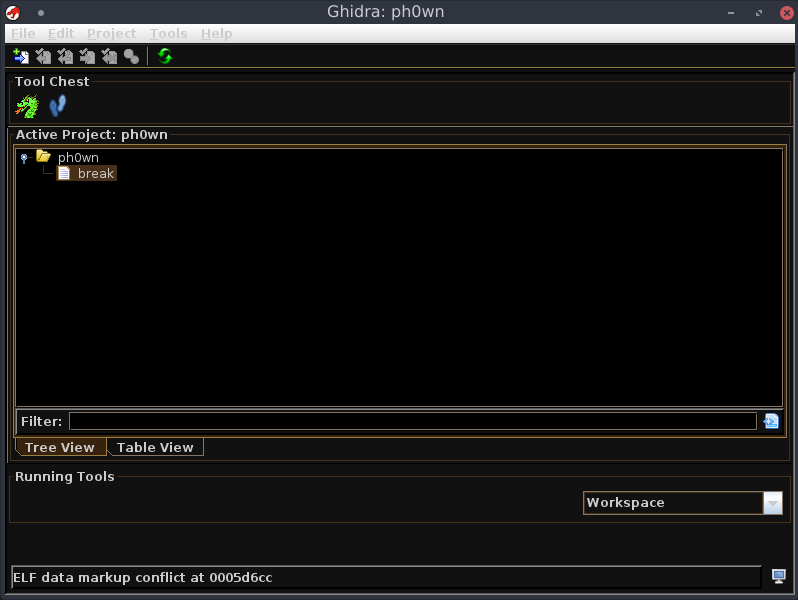 Ghidra: ph0wn
File Edit Project Tools Help
Tool Chest
Active Project: ph0wn
ph0wn
break
Filter:
Tree View Table View
Running Tools
Workspace
ELF data markup conflict at 0005d6cc